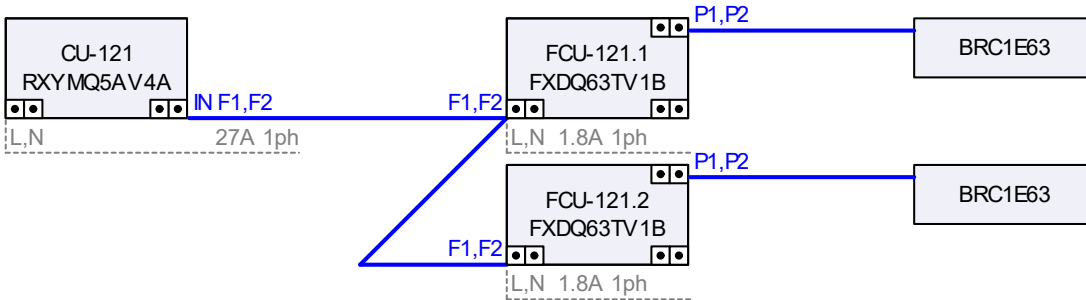 CU-121
RXYMQ5AV4A
IN F1,F2
L,N 27A 1ph
P1,P2
FCU-121.1
FXDQ63TV1B
F1,F2
L,N 1.8A 1ph
BRC1E63
P1,P2
FCU-121.2
FXDQ63TV1B
F1,F2
L,N 1.8A 1ph
BRC1E63